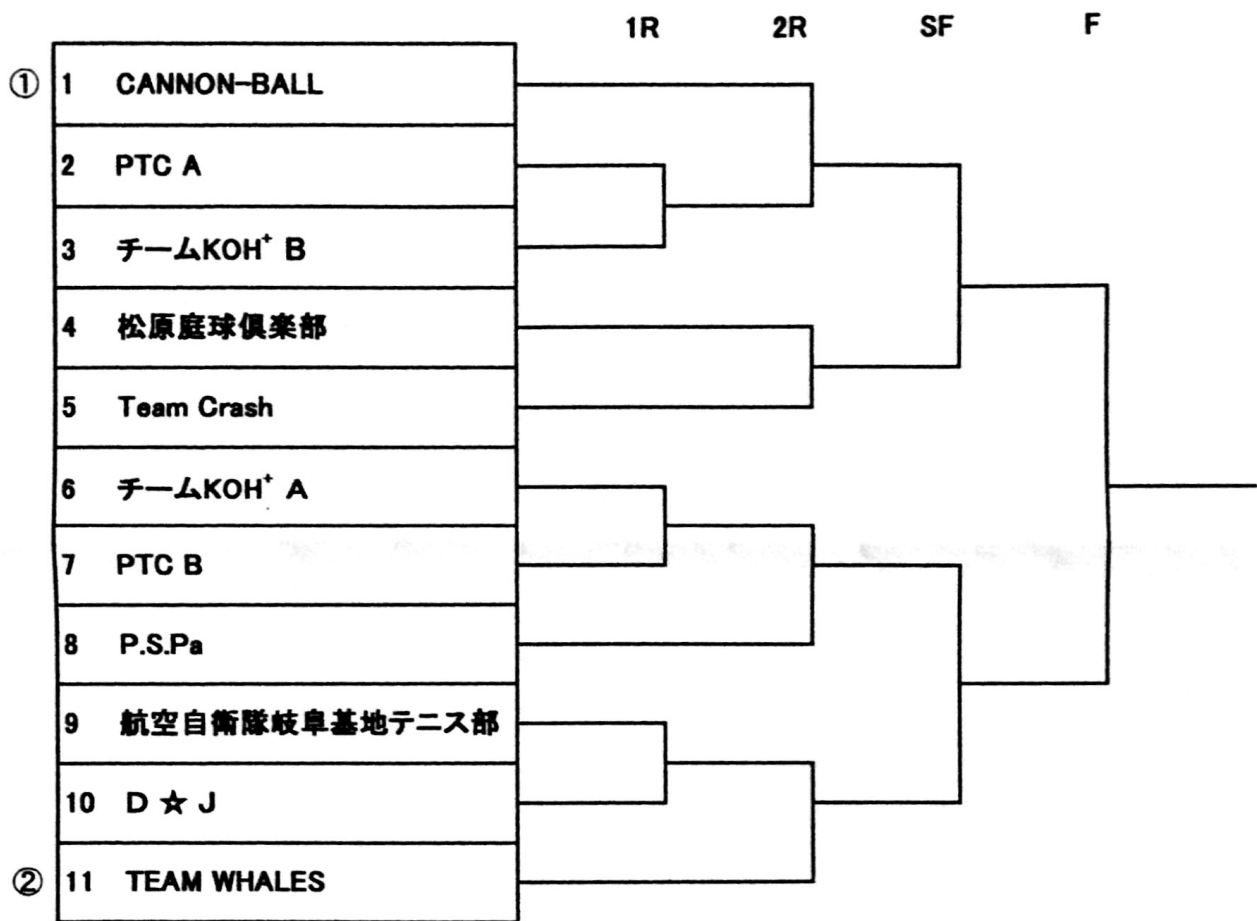 1R 2R SF F
① 1 CANNON-BALL
2 PTC A
3 チームKOH⁺ B
4 松原庭球倶楽部
5 Team Crash
6 チームKOH⁺ A
7 PTC B
8 P.S.Pa
9 航空自衛隊岐阜基地テニス部
10 D ☆ J
② 11 TEAM WHALES